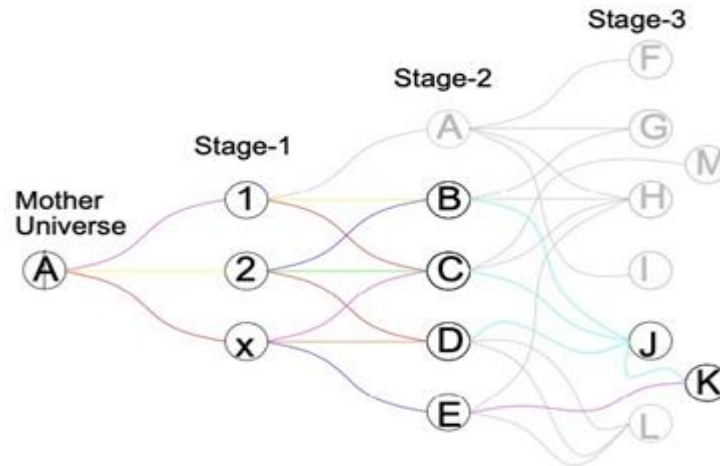 Stage-3
F
Stage-2
A
G
Stage-1
M
Mother
Universe
1
B
H
A
2
C
I
x
D
J
K
E
L